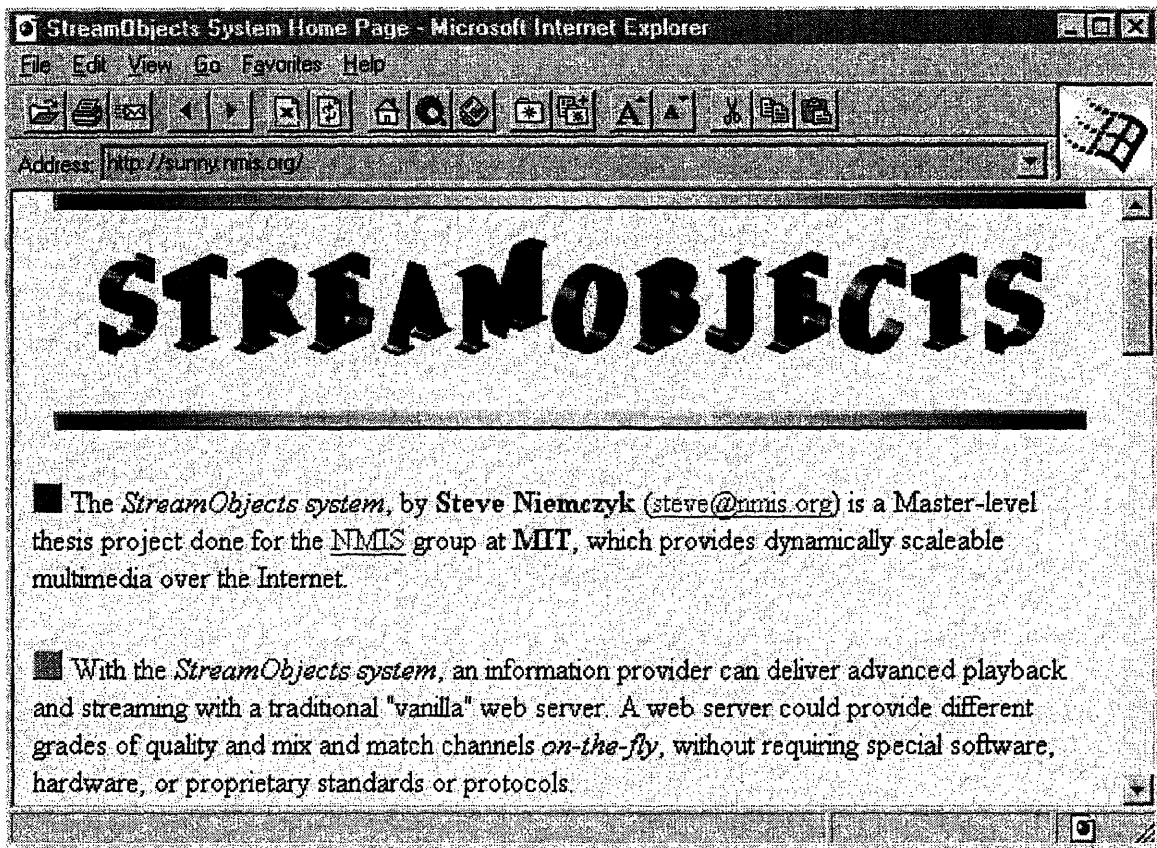 StreamObjects System Home Page - Microsoft Internet Explorer
File Edit View Go Favorites Help
Address: http://sunny.nmis.org/
STREAMOBJECTS
The StreamObjects system, by Steve Niemczyk (steve@nmis.org) is a Master-level
thesis project done for the NMIS group at MIT, which provides dynamically scaleable
multimedia over the Internet.
With the StreamObjects system, an information provider can deliver advanced playback
and streaming with a traditional "vanilla" web server. A web server could provide different
grades of quality and mix and match channels on-the-fly, without requiring special software,
hardware, or proprietary standards or protocols.